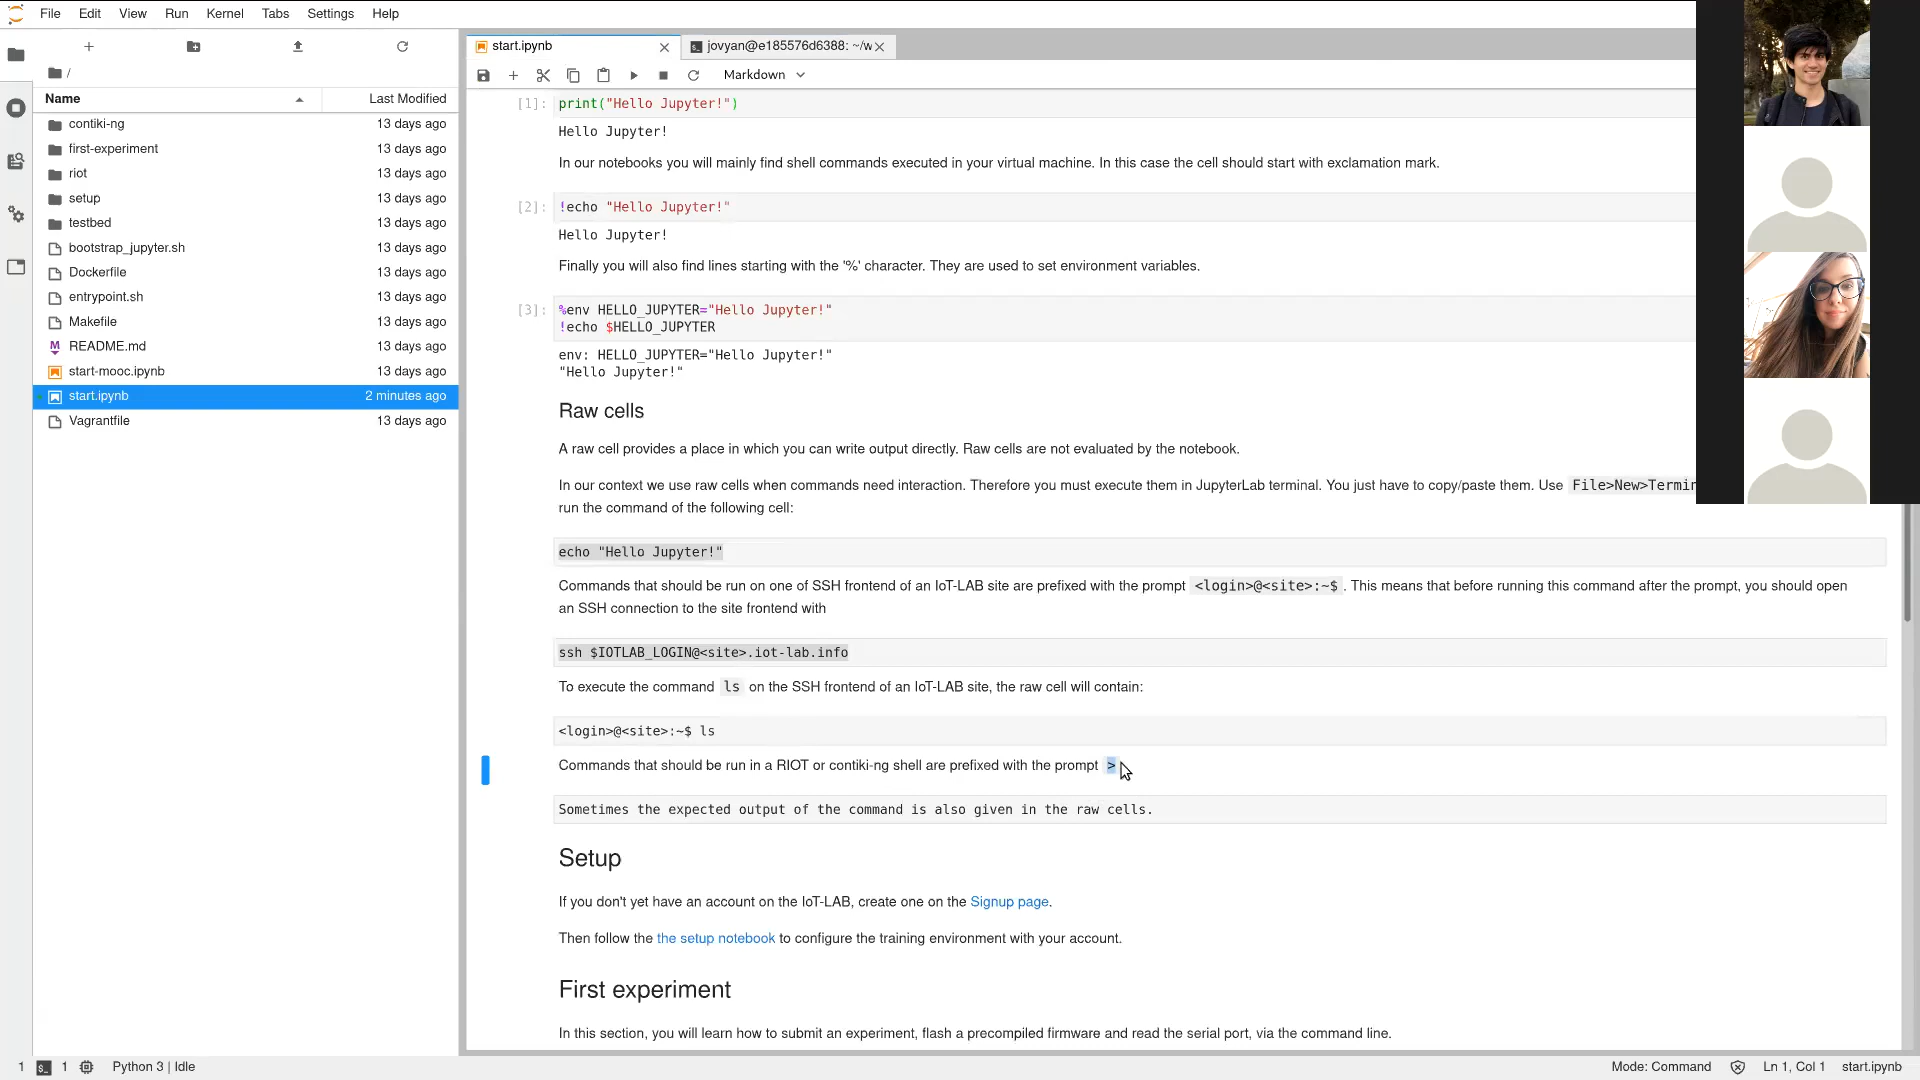 File Edit View Run Kernel Tabs Settings Help
start.ipynb
jovyan@e185576d6388: ~/w
/
Markdown
Name Last Modified
contiki-ng 13 days ago
first-experiment 13 days ago
riot 13 days ago
setup 13 days ago
testbed 13 days ago
bootstrap_jupyter.sh 13 days ago
Dockerfile 13 days ago
entrypoint.sh 13 days ago
Makefile 13 days ago
README.md 13 days ago
start-mooc.ipynb 13 days ago
start.ipynb 2 minutes ago
Vagrantfile 13 days ago
[1]: print("Hello Jupyter!")
Hello Jupyter!
In our notebooks you will mainly find shell commands executed in your virtual machine. In this case the cell should start with exclamation mark.
[2]: !echo "Hello Jupyter!"
Hello Jupyter!
Finally you will also find lines starting with the '%' character. They are used to set environment variables.
[3]: %env HELLO_JUPYTER="Hello Jupyter!"
!echo $HELLO_JUPYTER
env: HELLO_JUPYTER="Hello Jupyter!"
"Hello Jupyter!"
Raw cells
A raw cell provides a place in which you can write output directly. Raw cells are not evaluated by the notebook.
In our context we use raw cells when commands need interaction. Therefore you must execute them in JupyterLab terminal. You just have to copy/paste them. Use File>New>Termin
run the command of the following cell:
echo "Hello Jupyter!"
Commands that should be run on one of SSH frontend of an IoT-LAB site are prefixed with the prompt <login>@<site>:~$ . This means that before running this command after the prompt, you should open
an SSH connection to the site frontend with
ssh $IOTLAB_LOGIN@<site>.iot-lab.info
To execute the command ls on the SSH frontend of an IoT-LAB site, the raw cell will contain:
<login>@<site>:~$ ls
Commands that should be run in a RIOT or contiki-ng shell are prefixed with the prompt >
Sometimes the expected output of the command is also given in the raw cells.
Setup
If you don't yet have an account on the IoT-LAB, create one on the Signup page.
Then follow the the setup notebook to configure the training environment with your account.
First experiment
In this section, you will learn how to submit an experiment, flash a precompiled firmware and read the serial port, via the command line.
1 1 Python 3 | Idle Mode: Command Ln 1, Col 1 start.ipynb